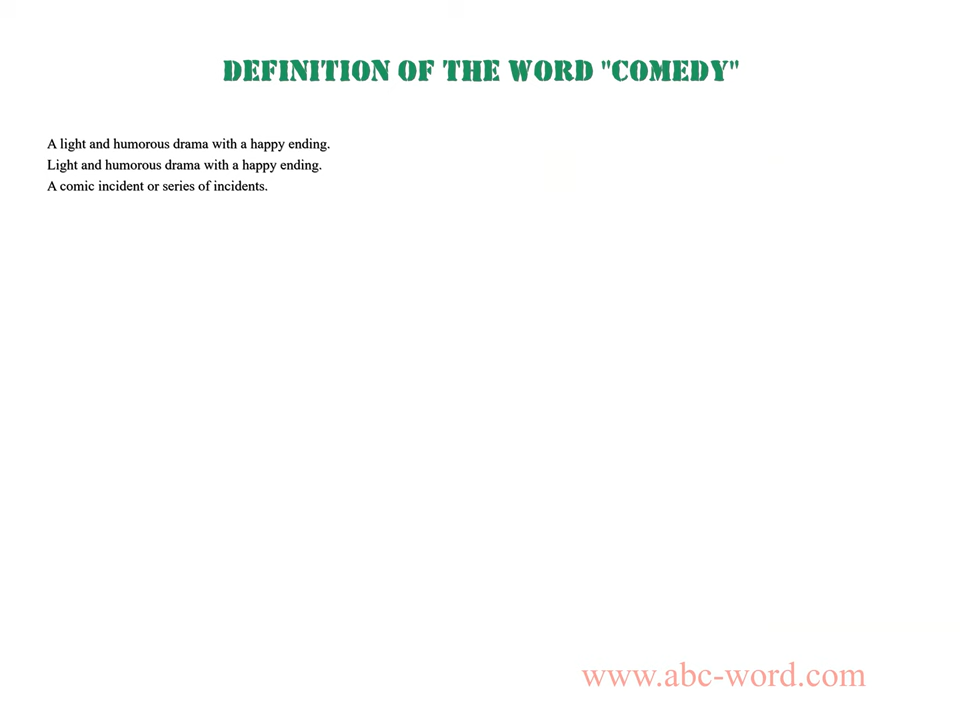 DEFINITION OF THE WORD "COMEDY"
A light and humorous drama with a happy ending.
Light and humorous drama with a happy ending.
A comic incident or series of incidents.
www.abc-word.com